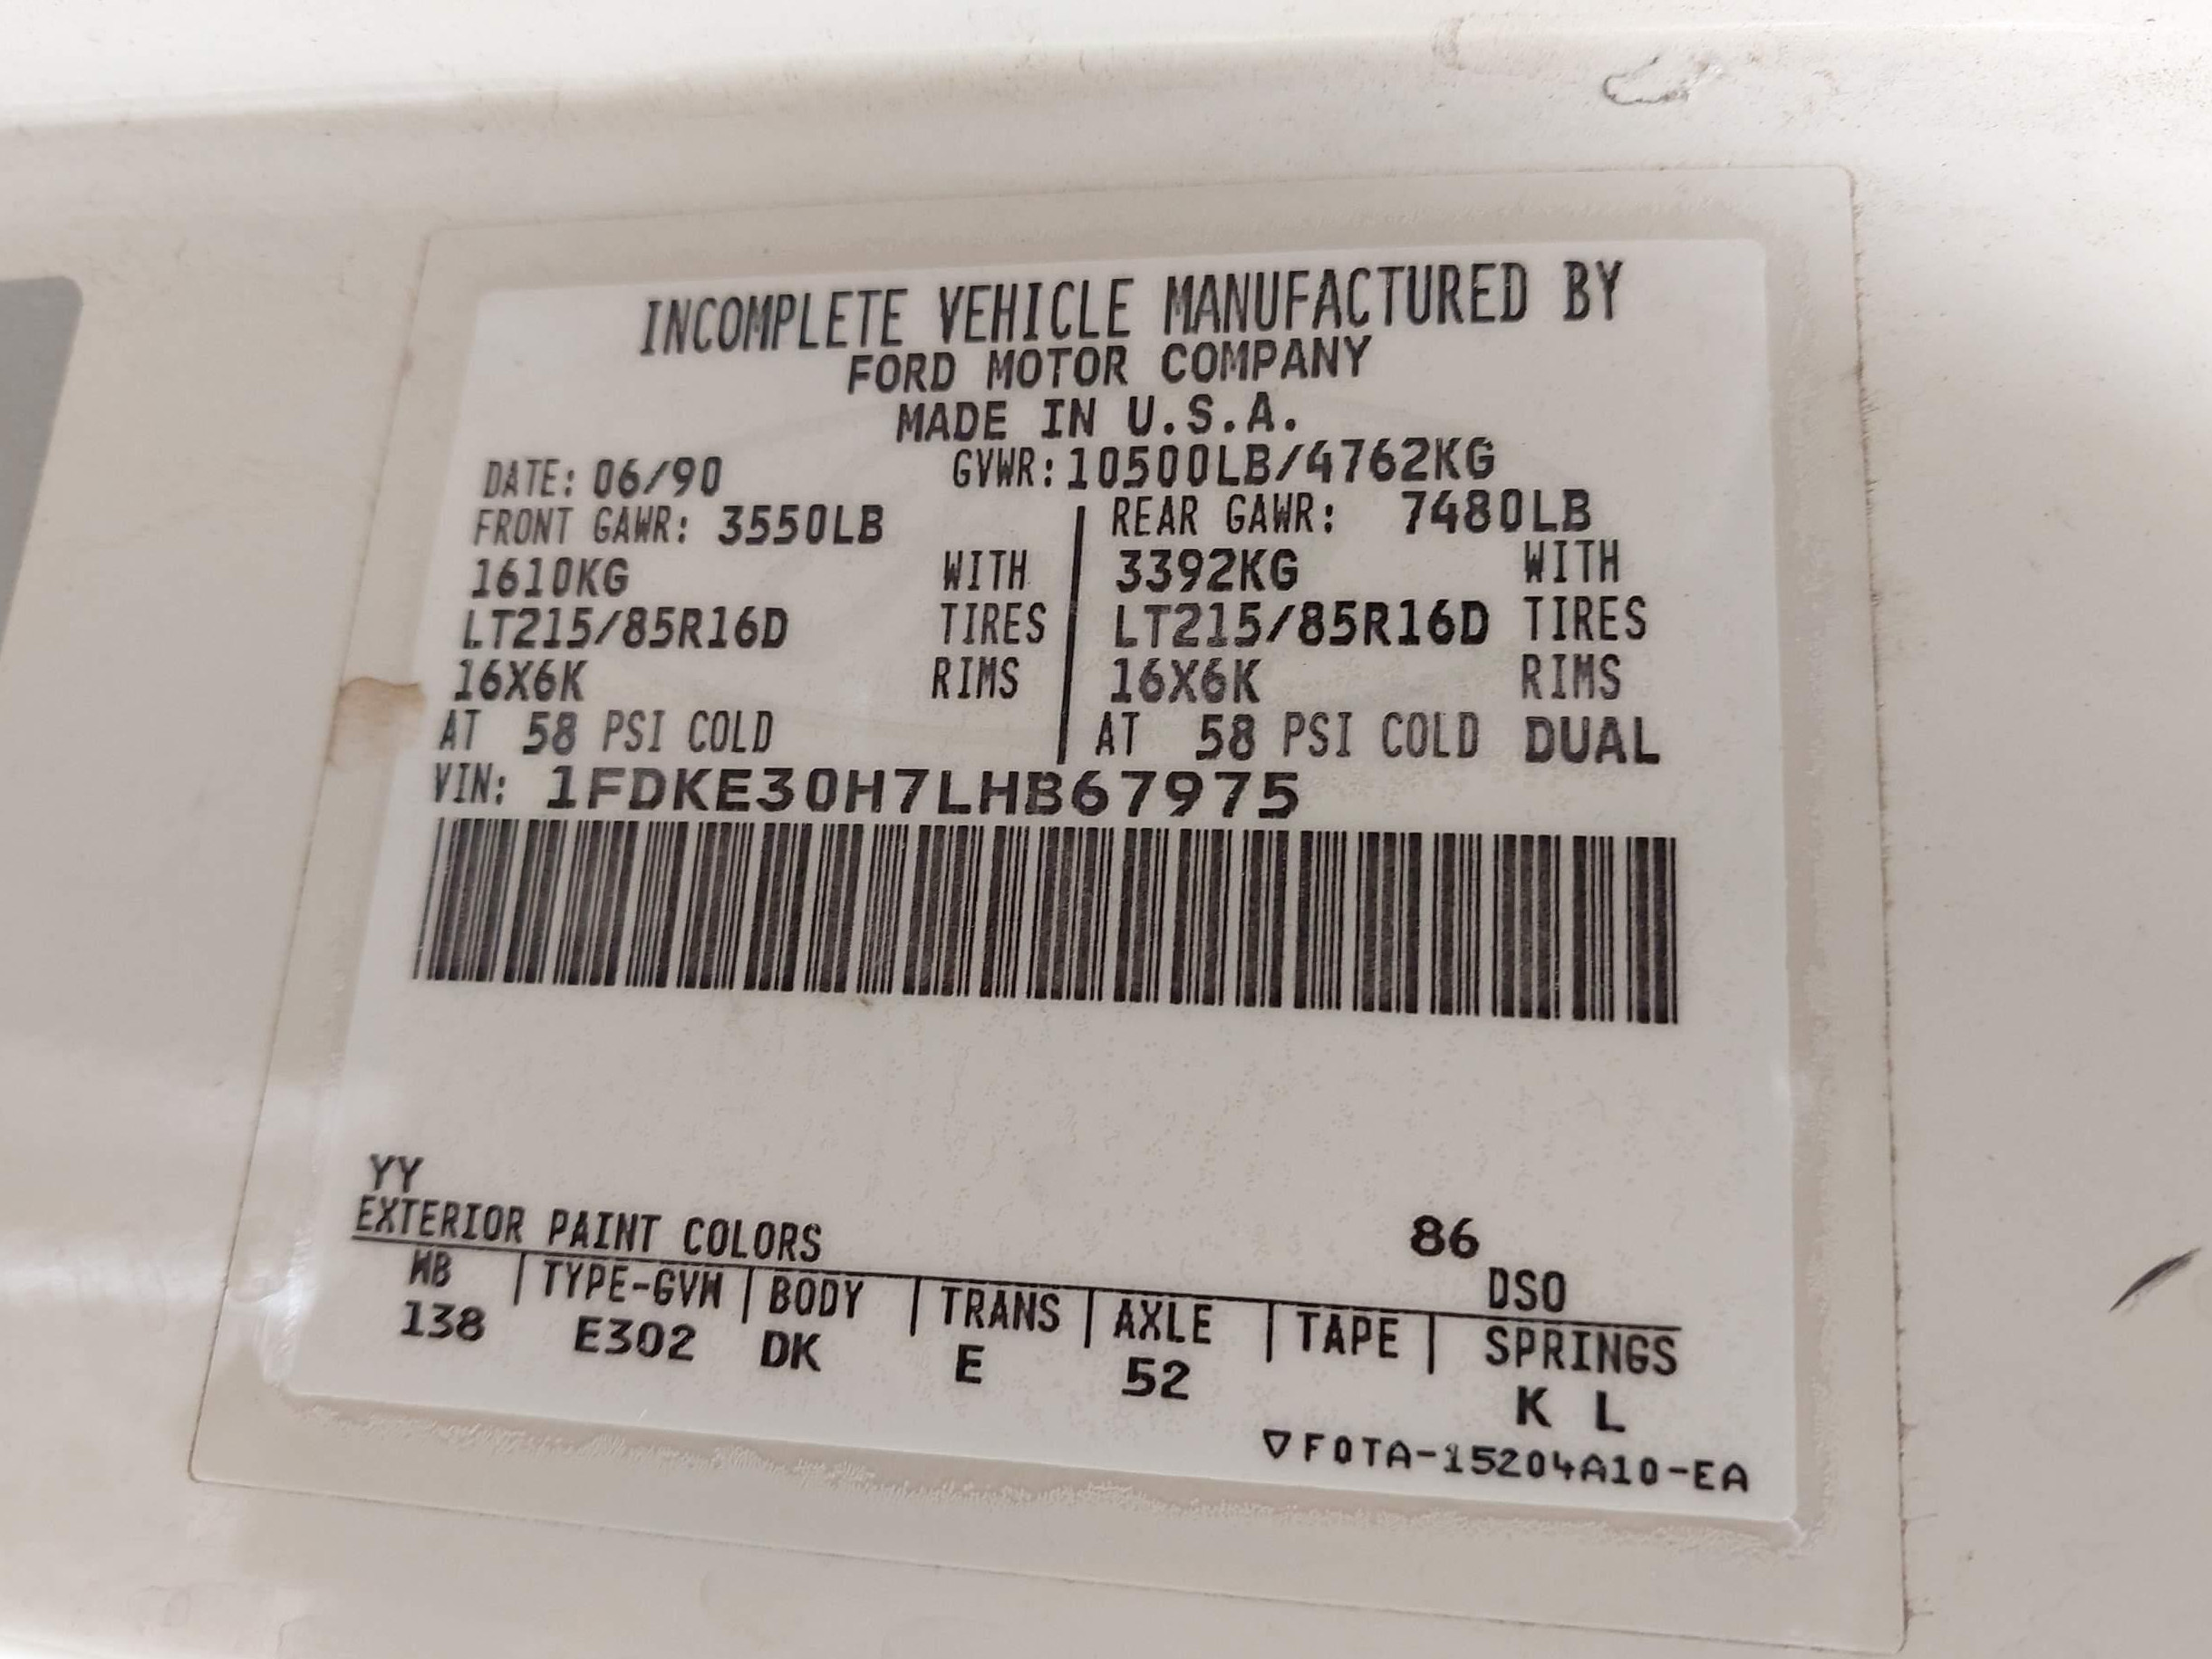 INCOMPLETE VEHICLE MANUFACTURED BY
FORD MOTOR COMPANY
MADE IN U.S.A.
DATE: 06/90 GVWR:10500LB/4762KG
FRONT GAWR: 3550LB REAR GAWR: 7480LB
1610KG WITH 3392KG WITH
LT215/85R16D TIRES LT215/85R16D TIRES
16X6K RIMS 16X6K RIMS
AT 58 PSI COLD AT 58 PSI COLD DUAL
VIN: 1FDKE30H7LHB67975
YY
EXTERIOR PAINT COLORS 86 DSO
WB TYPE-GVW BODY TRANS AXLE TAPE SPRINGS
138 E302 DK E 52 K L
▽F0TA-15204A10-EA